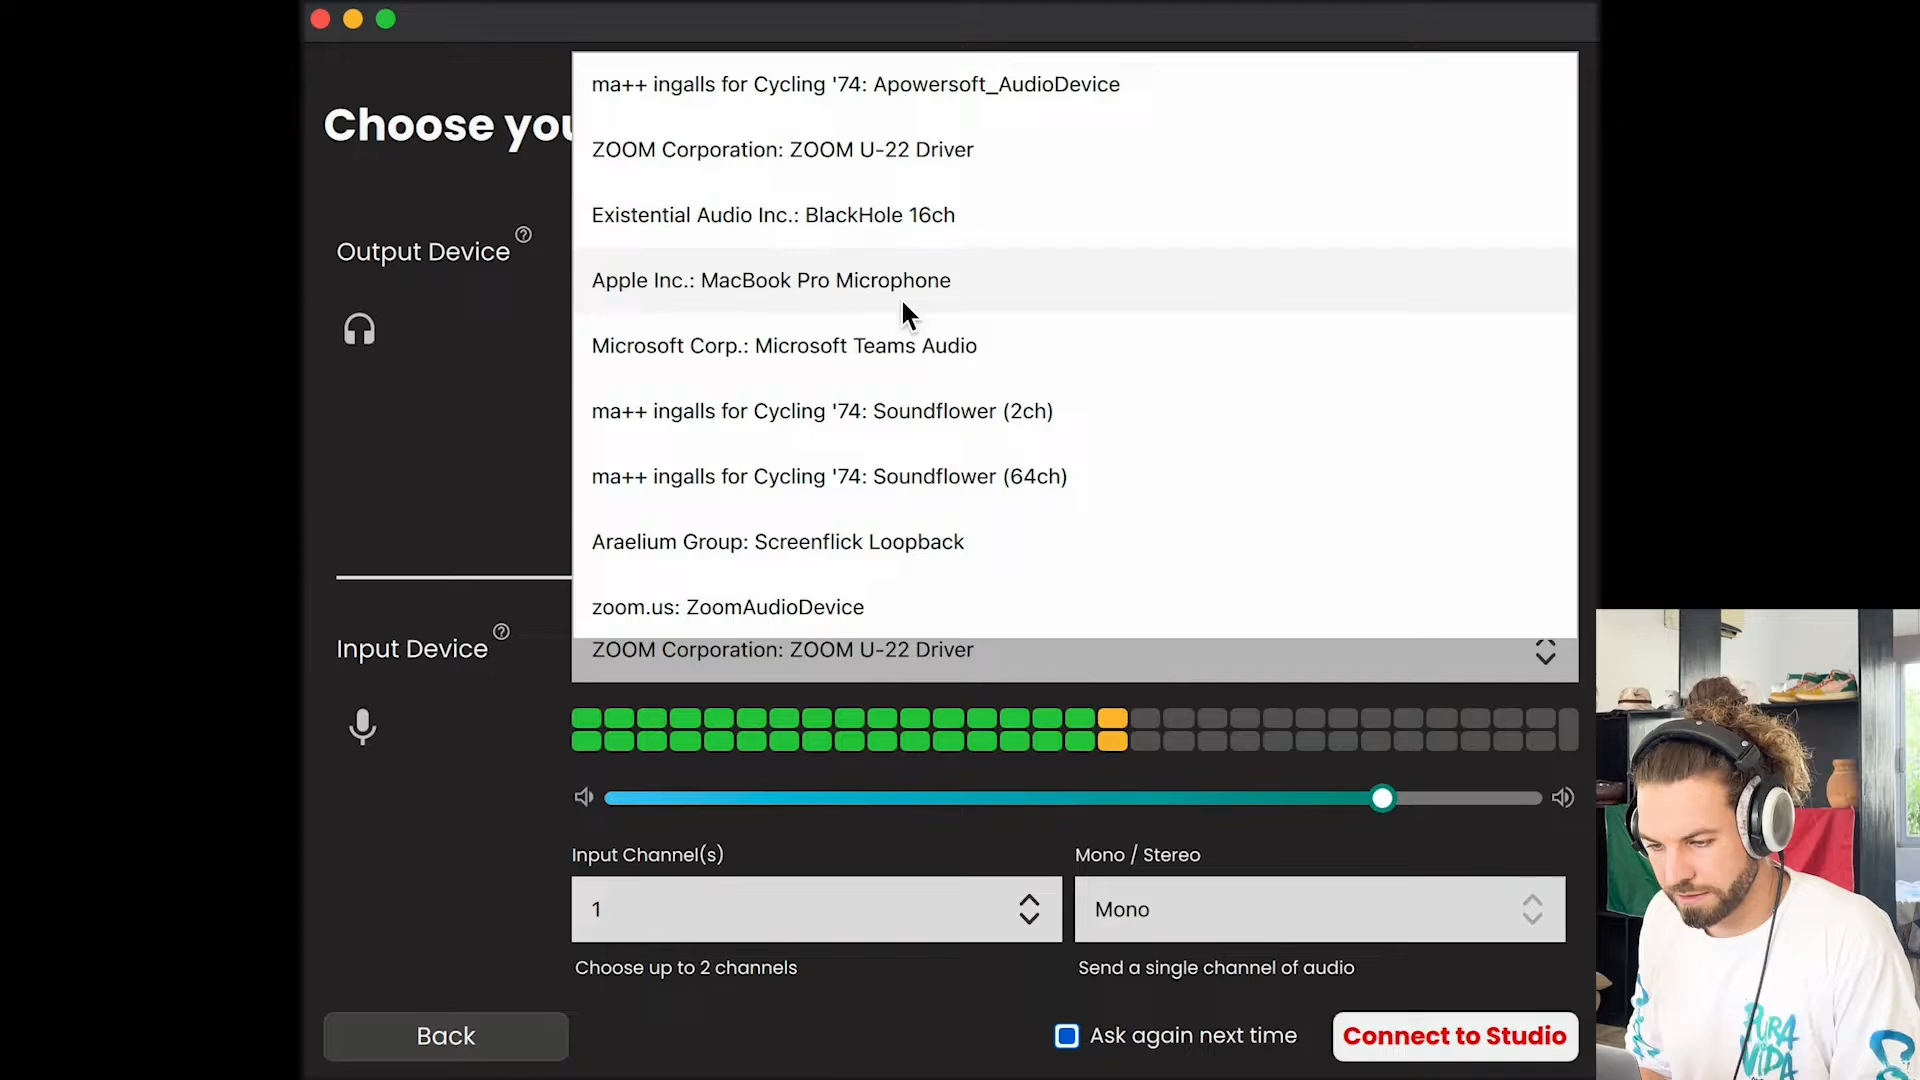 Choose you
ma++ ingalls for Cycling '74: Apowersoft_AudioDevice
ZOOM Corporation: ZOOM U-22 Driver
Existential Audio Inc.: BlackHole 16ch
Apple Inc.: MacBook Pro Microphone
Microsoft Corp.: Microsoft Teams Audio
ma++ ingalls for Cycling '74: Soundflower (2ch)
ma++ ingalls for Cycling '74: Soundflower (64ch)
Araelium Group: Screenflick Loopback
zoom.us: ZoomAudioDevice
Output Device
Input Device
ZOOM Corporation: ZOOM U-22 Driver
Input Channel(s)
Mono / Stereo
1
Mono
Choose up to 2 channels
Send a single channel of audio
Back
Ask again next time
Connect to Studio
PURA
VIDA